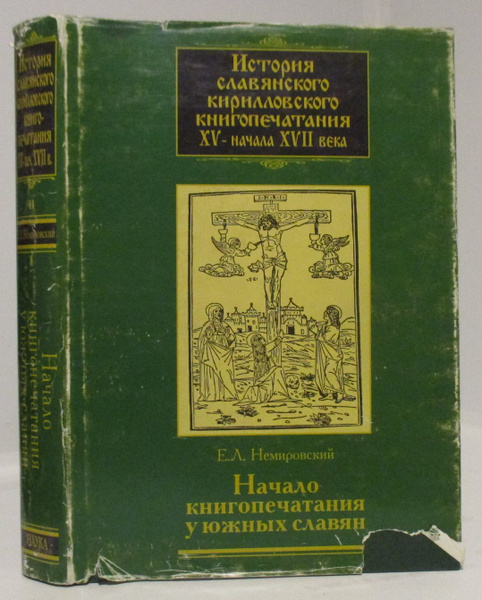 История
славянского
кирилловского
книгопечатания
XV - начала XVII века
Е.Л. Немировский
Начало
книгопечатания
у южных славян
История
славянского
кирилловского
книго-
печатания
XVII в.
Немировский
Начало
книгопечатания
у южных славян
НАУКА